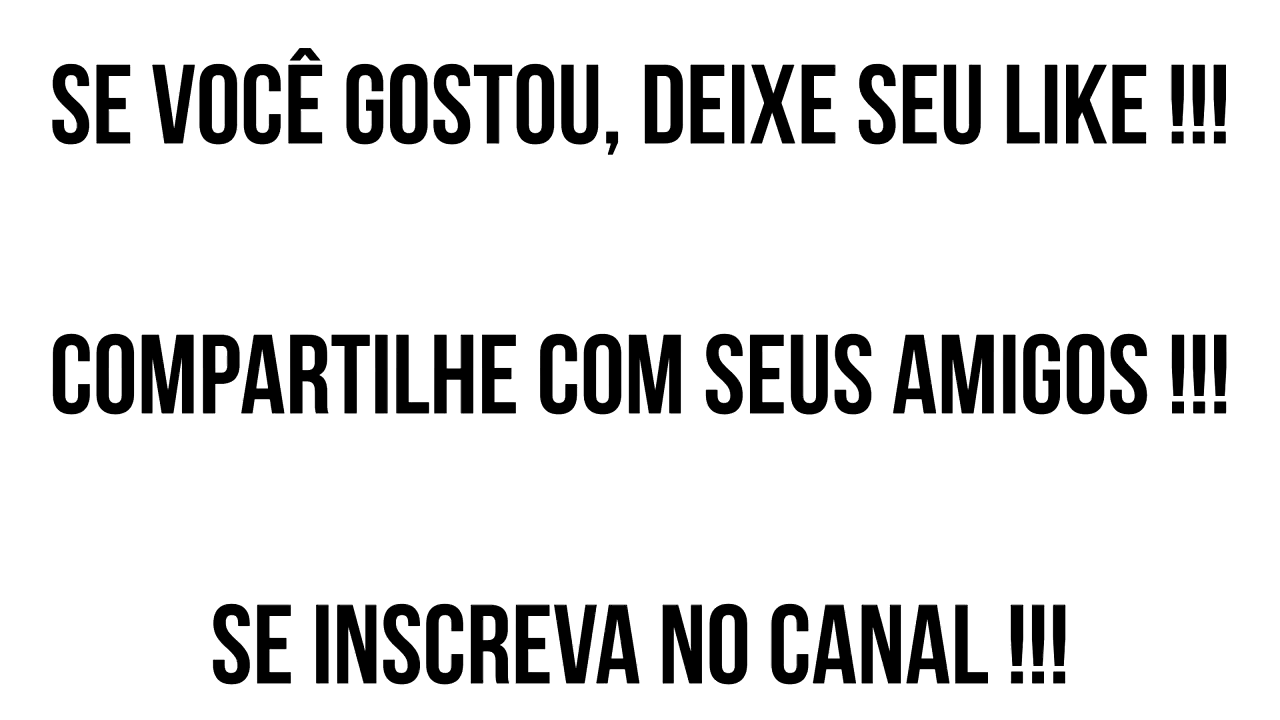 SE VOCÊ GOSTOU, DEIXE SEU LIKE !!!
COMPARTILHE COM SEUS AMIGOS !!!
SE INSCREVA NO CANAL !!!